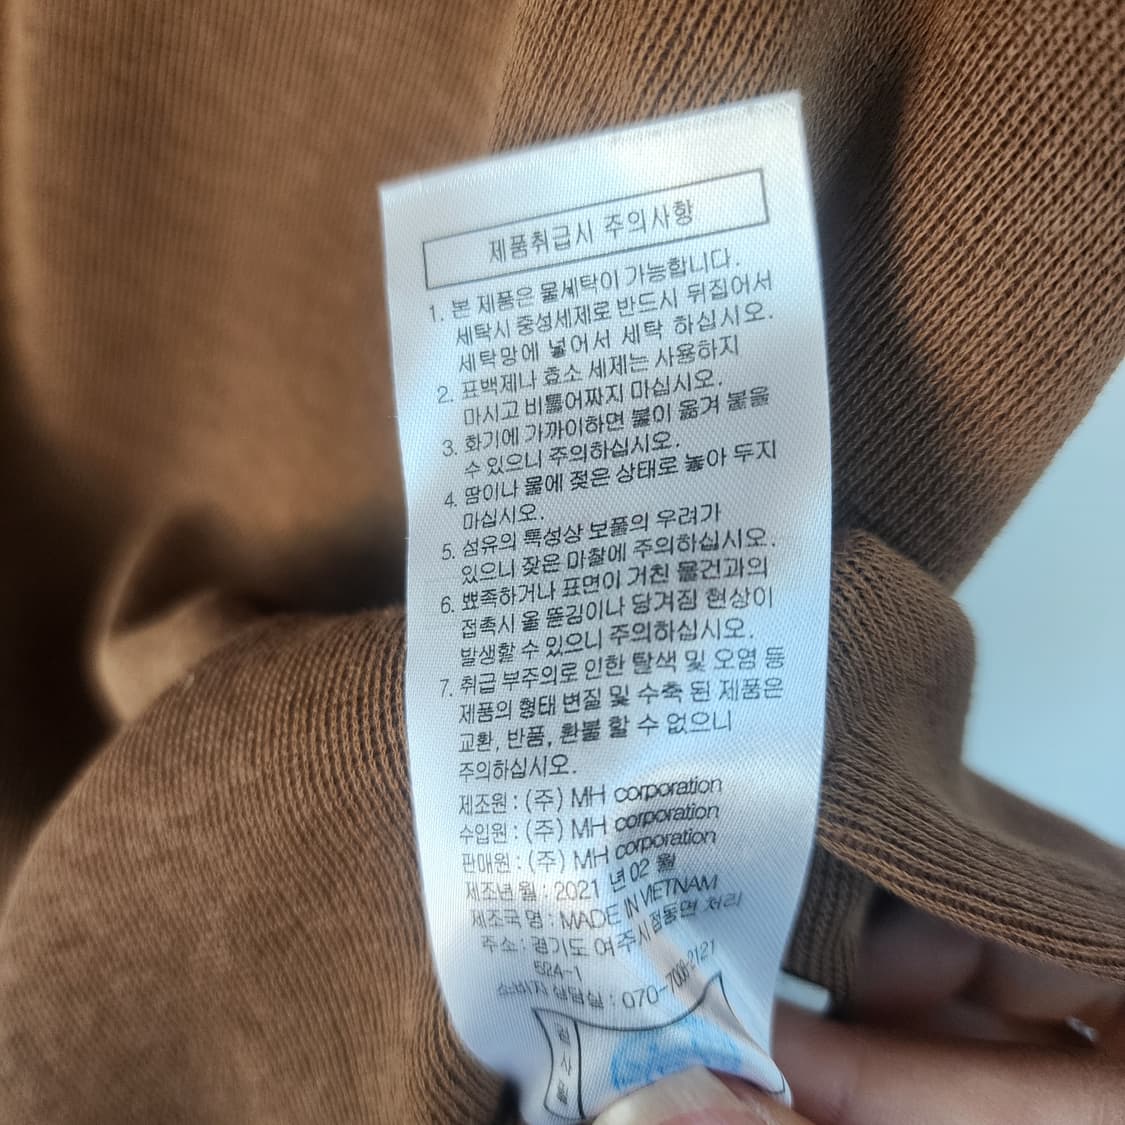 제품취급시 주의사항
1. 본 제품은 물세탁이 가능합니다.
세탁시 중성세제로 반드시 뒤집어서
세탁망에 넣어서 세탁 하십시오.
2. 표백제나 효소 세제는 사용하지
마시고 비틀어짜지 마십시오.
3. 화기에 가까이하면 불이 옮겨 붙을
수 있으니 주의하십시오.
4. 땀이나 물에 젖은 상태로 놓아 두지
마십시오.
5. 섬유의 특성상 보풀의 우려가
있으니 잦은 마찰에 주의하십시오.
6. 뾰족하거나 표면이 거친 물건과의
접촉시 올 뜯김이나 당겨짐 현상이
발생할 수 있으니 주의하십시오.
7. 취급 부주의로 인한 탈색 및 오염 등
제품의 형태 변질 및 수축 된 제품은
교환, 반품, 환불 할 수 없으니
주의하십시오.
제조원 : (주) MH corporation
수입원 : (주) MH corporation
판매원 : (주) MH corporation
제조년월 : 2021 년 02 월
제조국명 : MADE IN VIETNAM
주소 : 경기도 여주시 점동면 처리
524-1
소비자 상담실 : 070-7006-2121
검사필